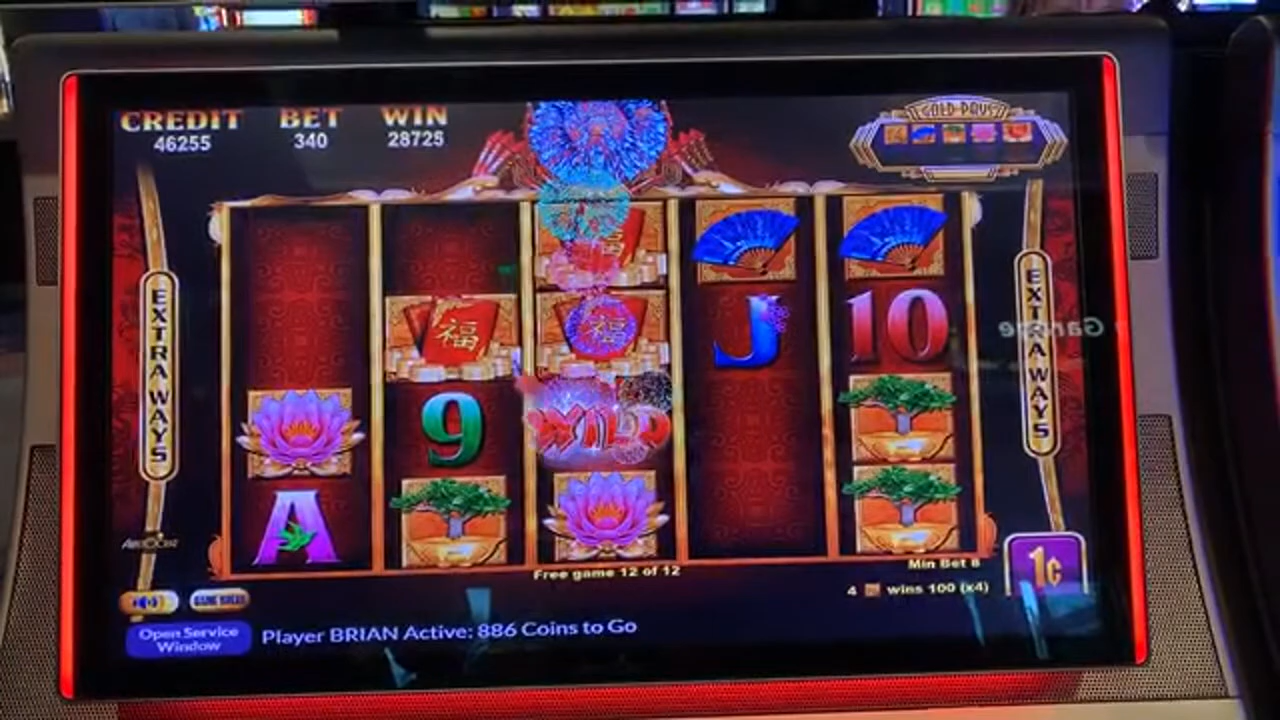 CREDIT BET WIN
46255 340 28725
EXTRA WAYS
EXTRA WAYS
福
福
福
WILD
J
10
9
A
Game
Free game 12 of 12
Min Bet 8
4 wins 100 (x4)
1¢
Open Service
Window
Player BRIAN Active: 886 Coins to Go